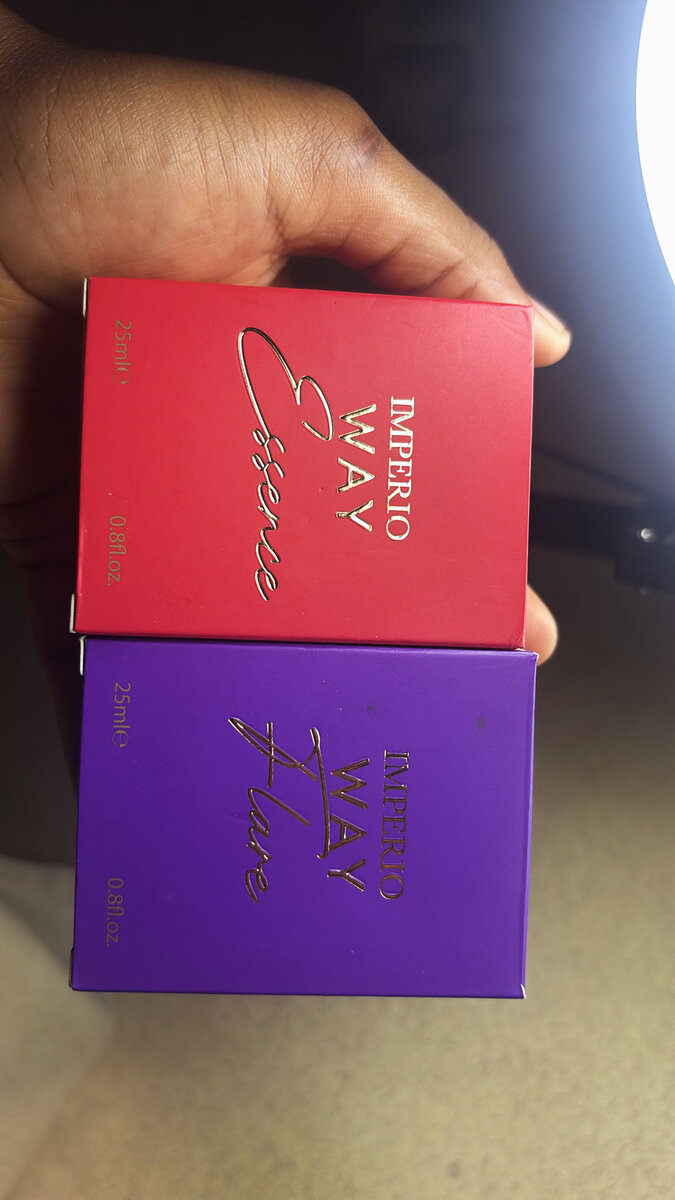 IMPERIO
WAY
Essence
25ml℮
0.8fl.oz.
IMPERIO
WAY
Flare
25ml℮
0.8fl.oz.